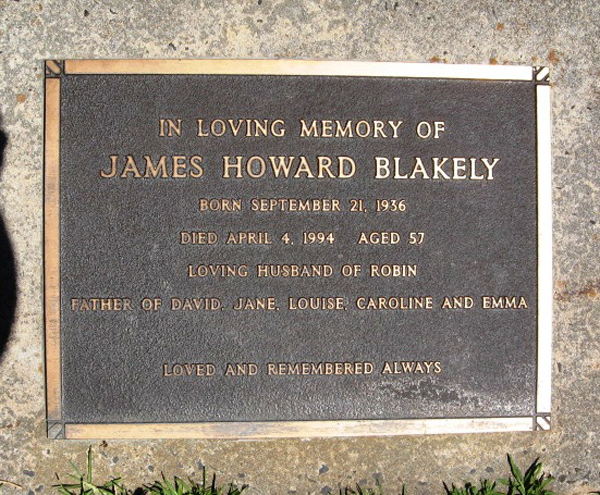 IN LOVING MEMORY OF
JAMES HOWARD BLAKELY
BORN SEPTEMBER 21, 1936
DIED APRIL 4, 1994 AGED 57
LOVING HUSBAND OF ROBIN
FATHER OF DAVID, JANE, LOUISE, CAROLINE AND EMMA
LOVED AND REMEMBERED ALWAYS